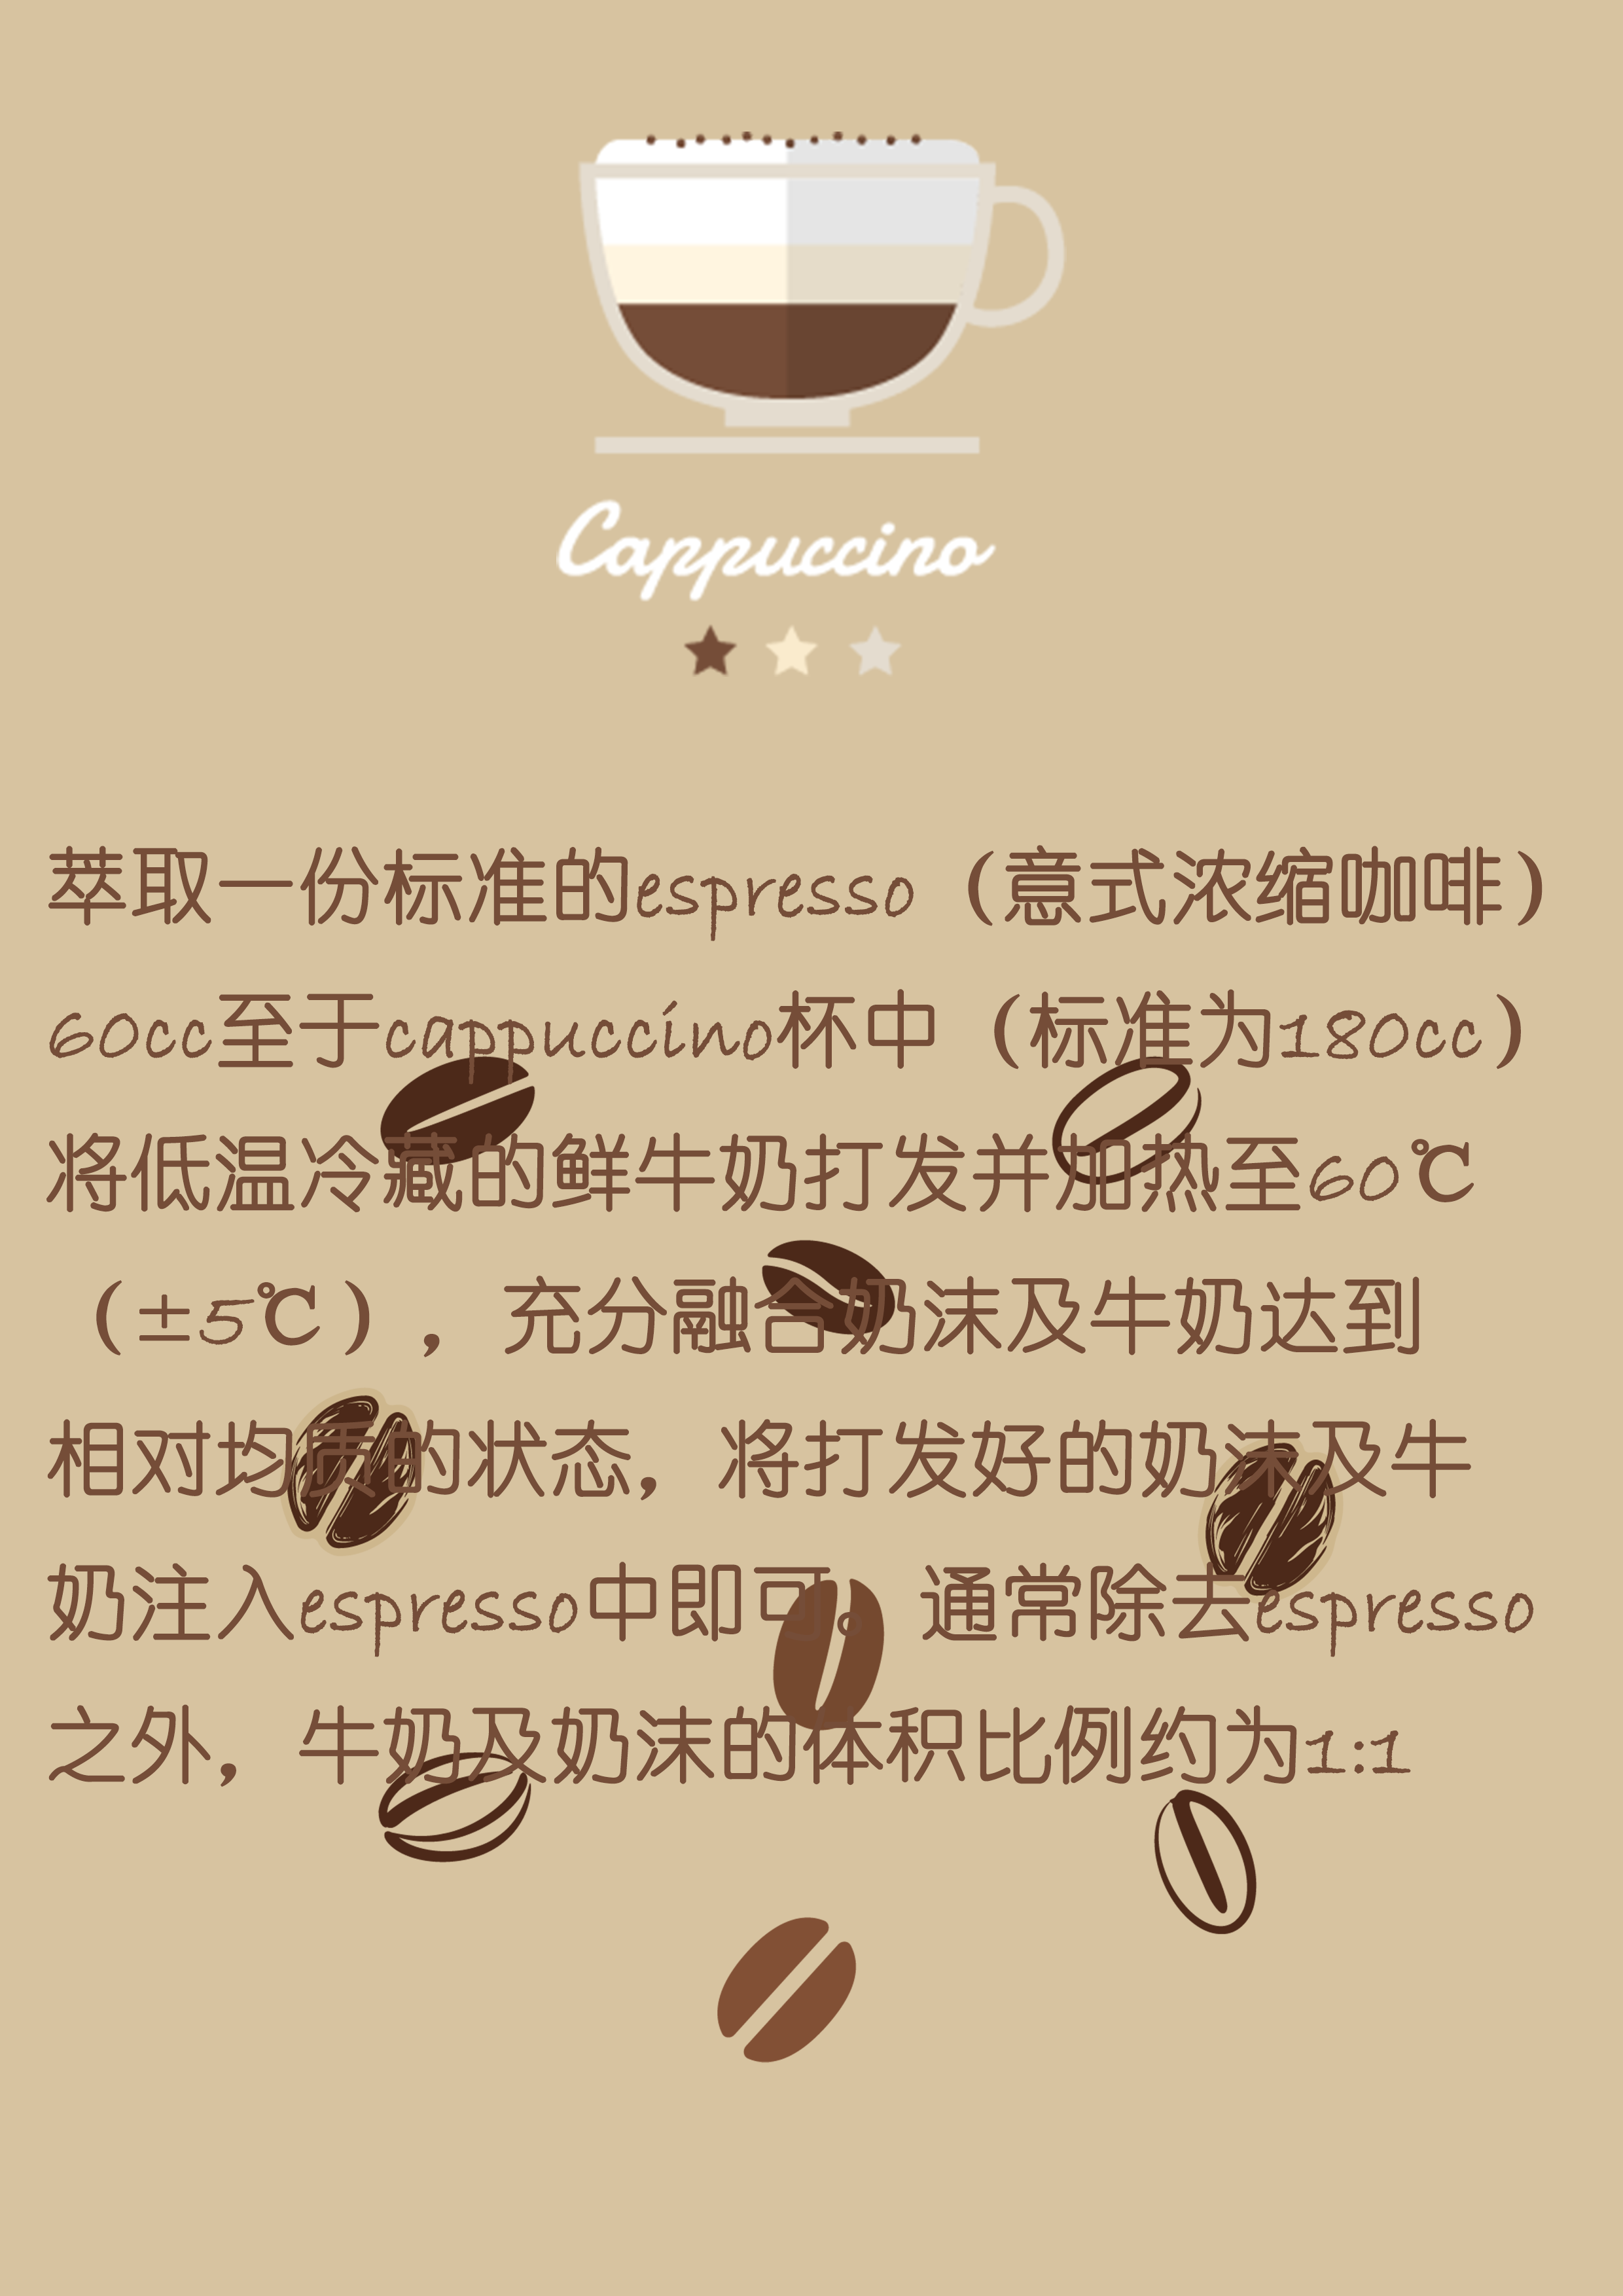 Cappuccino
萃取一份标准的espresso（意式浓缩咖啡）
60cc至于cappuccino杯中（标准为180cc）
将低温冷藏的鲜牛奶打发并加热至60℃
（±5℃），充分融合奶沫及牛奶达到
相对均质的状态，将打发好的奶沫及牛
奶注入espresso中即可。通常除去espresso
之外，牛奶及奶沫的体积比例约为1:1